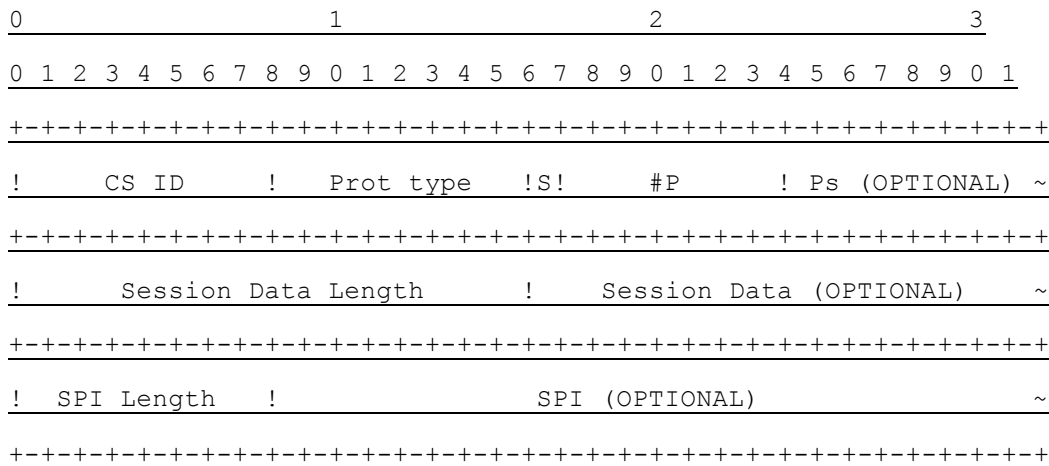 0                   1                   2                   3
0 1 2 3 4 5 6 7 8 9 0 1 2 3 4 5 6 7 8 9 0 1 2 3 4 5 6 7 8 9 0 1
+-+-+-+-+-+-+-+-+-+-+-+-+-+-+-+-+-+-+-+-+-+-+-+-+-+-+-+-+-+-+-+-+
!     CS ID     !   Prot type   !S!     #P      ! Ps (OPTIONAL) ~
+-+-+-+-+-+-+-+-+-+-+-+-+-+-+-+-+-+-+-+-+-+-+-+-+-+-+-+-+-+-+-+-+
!      Session Data Length      !    Session Data (OPTIONAL)    ~
+-+-+-+-+-+-+-+-+-+-+-+-+-+-+-+-+-+-+-+-+-+-+-+-+-+-+-+-+-+-+-+-+
!  SPI Length   !                SPI (OPTIONAL)                 ~
+-+-+-+-+-+-+-+-+-+-+-+-+-+-+-+-+-+-+-+-+-+-+-+-+-+-+-+-+-+-+-+-+